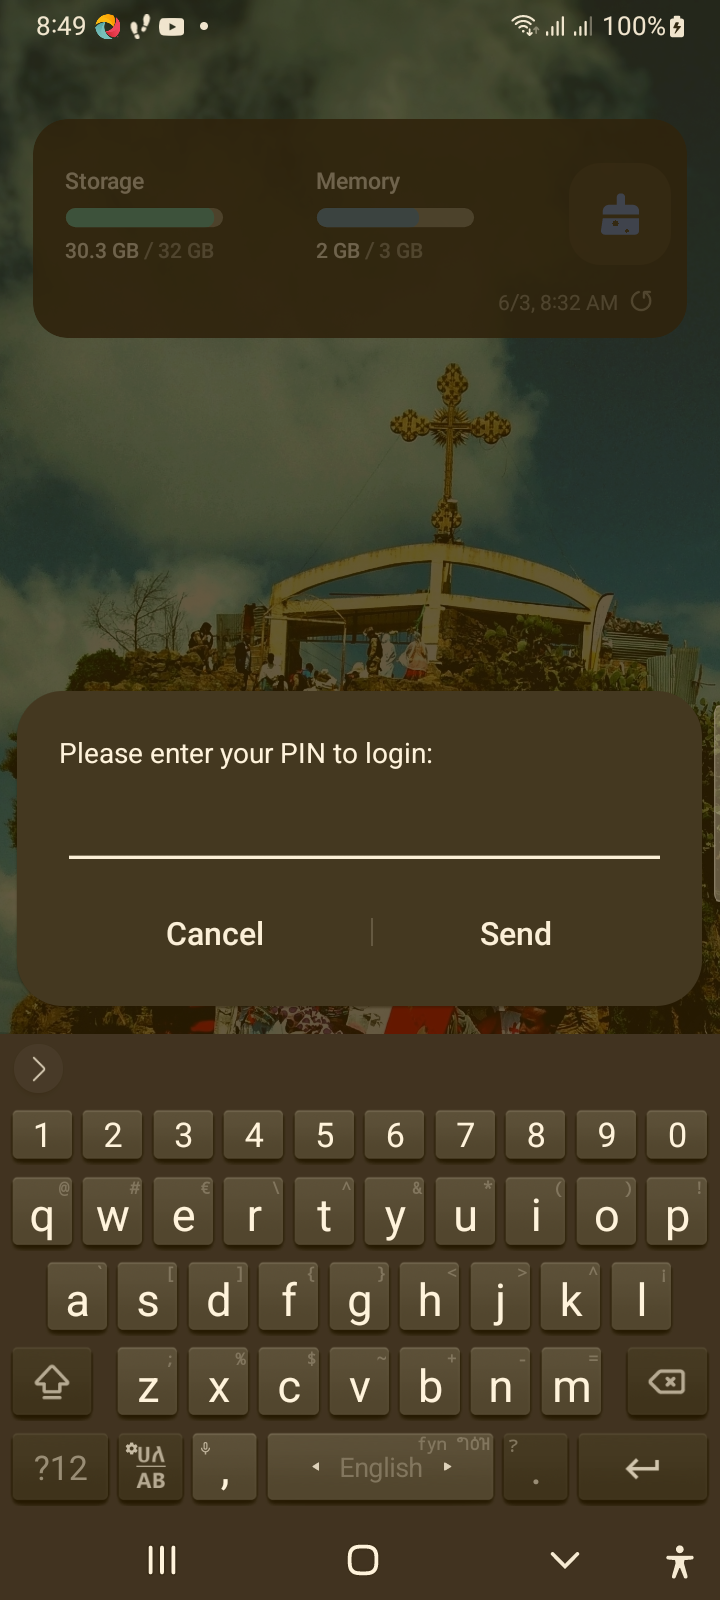 8:49 100%
Storage Memory
30.3 GB / 32 GB 2 GB / 3 GB
6/3, 8:32 AM
Please enter your PIN to login:
Cancel Send
1 2 3 4 5 6 7 8 9 0
@ # € \ ^ & * ( ) !
q w e r t y u i o p
` [ ] { } < > ^ ¡
a s d f g h j k l
; % $ ~ + - =
z x c v b n m
?12 AB , English ? .